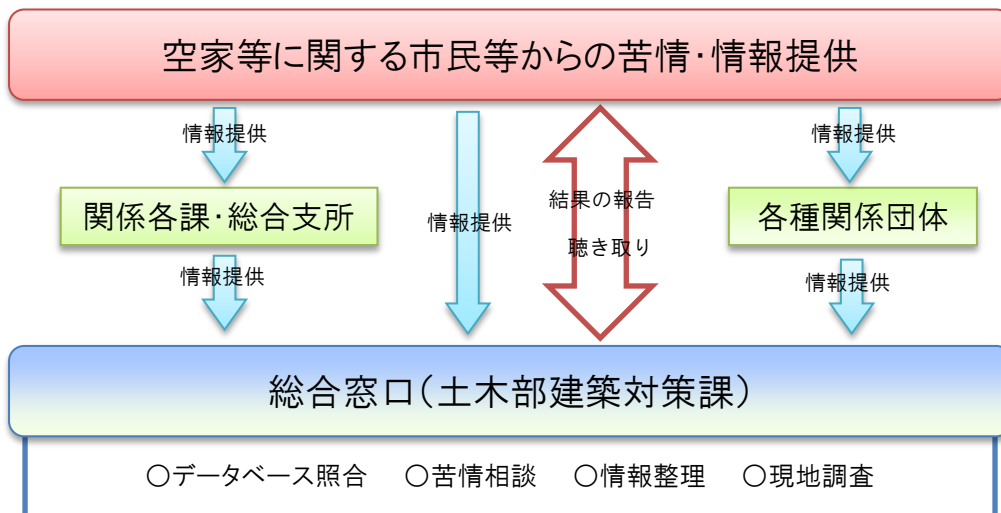 空家等に関する市民等からの苦情・情報提供
情報提供
情報提供
関係各課・総合支所
情報提供
結果の報告
聴き取り
各種関係団体
情報提供
情報提供
総合窓口（土木部建築対策課）
○データベース照合　○苦情相談　○情報整理　○現地調査